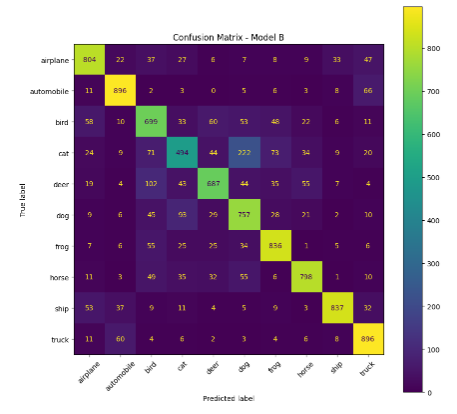 Confusion Matrix - Model B
True label
airplane 804 22 37 27 6 7 8 9 33 47
automobile 11 896 2 3 0 5 6 3 8 66
bird 58 10 699 33 60 53 48 22 6 11
cat 24 9 71 494 44 222 73 34 9 20
deer 19 4 102 43 687 44 35 55 7 4
dog 9 6 45 93 29 757 28 21 2 10
frog 7 6 55 25 25 34 836 1 5 6
horse 11 3 49 35 32 55 6 798 1 10
ship 53 37 9 11 4 5 9 3 837 32
truck 11 60 4 6 2 3 4 6 8 896
airplane automobile bird cat deer dog frog horse ship truck
Predicted label
800
700
600
500
400
300
200
100
0